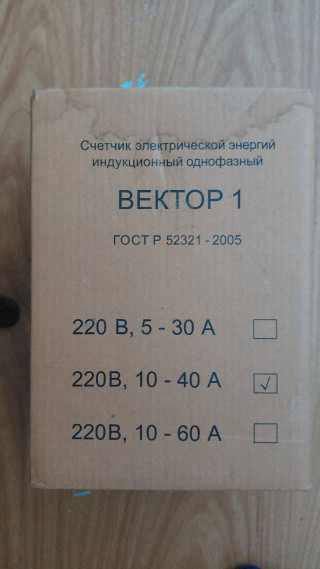 Счетчик электрической энергий
индукционный однофазный
ВЕКТОР 1
ГОСТ Р 52321 - 2005
220 В, 5 - 30 А
220В, 10 - 40 А √
220В, 10 - 60 А